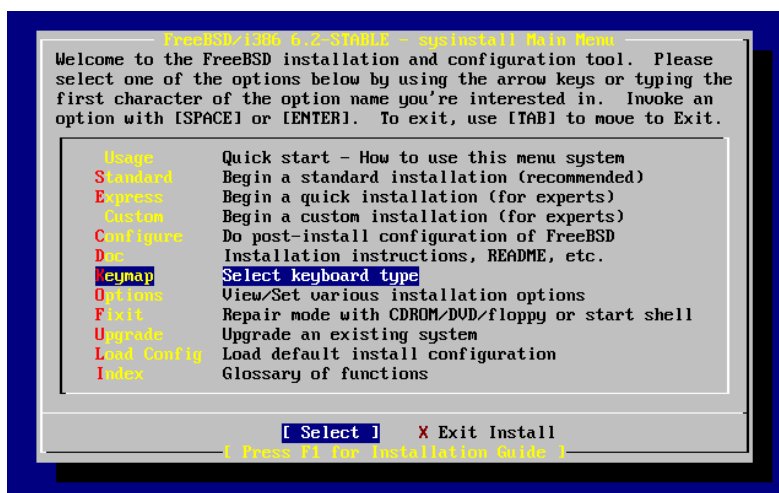 FreeBSD/i386 6.2-STABLE - sysinstall Main Menu
Welcome to the FreeBSD installation and configuration tool.  Please
select one of the options below by using the arrow keys or typing the
first character of the option name you're interested in.  Invoke an
option with [SPACE] or [ENTER].  To exit, use [TAB] to move to Exit.
Usage Quick start - How to use this menu system
Standard Begin a standard installation (recommended)
Express Begin a quick installation (for experts)
Custom Begin a custom installation (for experts)
Configure Do post-install configuration of FreeBSD
Doc Installation instructions, README, etc.
Keymap Select keyboard type
Options View/Set various installation options
Fixit Repair mode with CDROM/DVD/floppy or start shell
Upgrade Upgrade an existing system
Load Config Load default install configuration
Index Glossary of functions
[ Select ] X Exit Install
[ Press F1 for Installation Guide ]